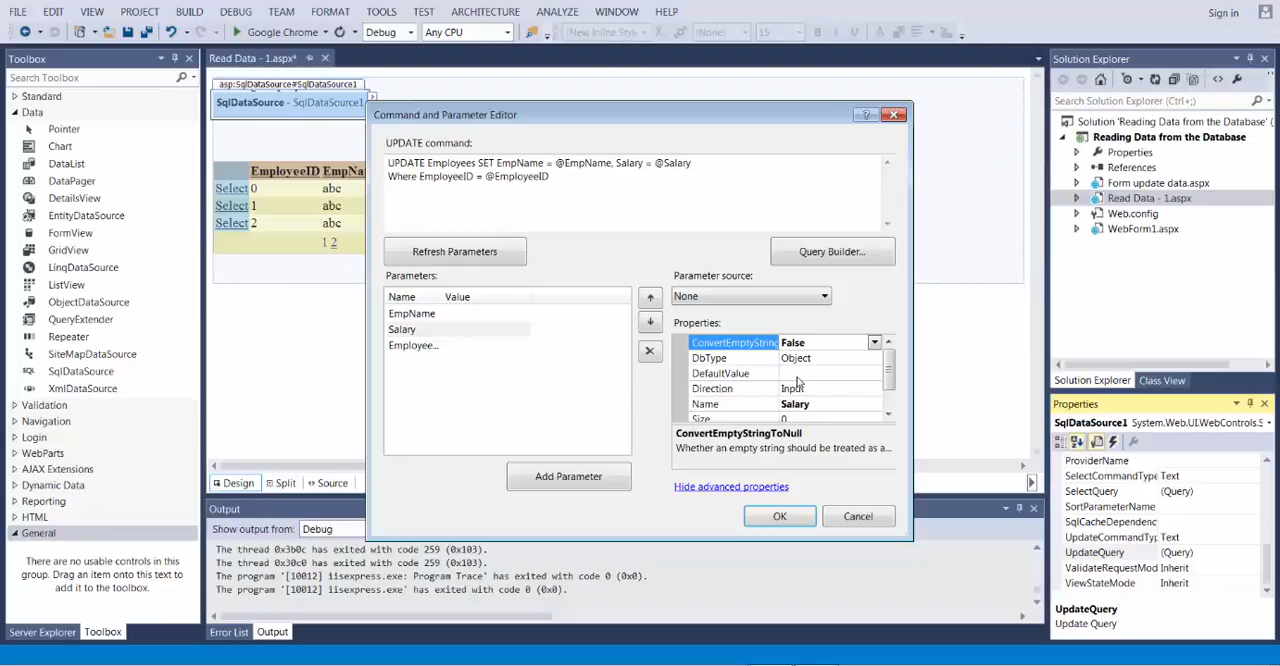 FILE EDIT VIEW PROJECT BUILD DEBUG TEAM FORMAT TOOLS TEST ARCHITECTURE ANALYZE WINDOW HELP Sign in
Google Chrome Debug Any CPU (New Inline Style (None) 15 B I U A
Toolbox
Search Toolbox
Standard
Data
Pointer
Chart
DataList
DataPager
DetailsView
EntityDataSource
FormView
GridView
LinqDataSource
ListView
ObjectDataSource
QueryExtender
Repeater
SiteMapDataSource
SqlDataSource
XmlDataSource
Validation
Navigation
Login
WebParts
AJAX Extensions
Dynamic Data
Reporting
HTML
General
There are no usable controls in this
group. Drag an item onto this text to
add it to the toolbox.
Server Explorer Toolbox
Read Data - 1.aspx*
asp:SqlDataSource#SqlDataSource1
SqlDataSource - SqlDataSource1
EmployeeID EmpNa
Select 0 abc
Select 1 abc
Select 2 abc
1 2
Design Split Source
Command and Parameter Editor
UPDATE command:
UPDATE Employees SET EmpName = @EmpName, Salary = @Salary
Where EmployeeID = @EmployeeID
Refresh Parameters Query Builder...
Parameters:
Name Value
EmpName
Salary
Employee...
Add Parameter
Parameter source:
None
Properties:
ConvertEmptyString False
DbType Object
DefaultValue
Direction Input
Name Salary
Size 0
ConvertEmptyStringToNull
Whether an empty string should be treated as a...
Hide advanced properties
OK Cancel
Output
Show output from: Debug
The thread 0x3b0c has exited with code 259 (0x103).
The thread 0x30c0 has exited with code 259 (0x103).
The program '[10012] iisexpress.exe: Program Trace' has exited with code 0 (0x0).
The program '[10012] iisexpress.exe' has exited with code 0 (0x0).
Error List Output
Solution Explorer
Search Solution Explorer (Ctrl+;)
Solution 'Reading Data from the Database' (
Reading Data from the Database
Properties
References
Form update data.aspx
Read Data - 1.aspx
Web.config
WebForm1.aspx
Solution Explorer Class View
Properties
SqlDataSource1 System.Web.UI.WebControls.S
ProviderName
SelectCommandType Text
SelectQuery (Query)
SortParameterName
SqlCacheDependenc
UpdateCommandTyp Text
UpdateQuery (Query)
ValidateRequestMod Inherit
ViewStateMode Inherit
UpdateQuery
Update Query